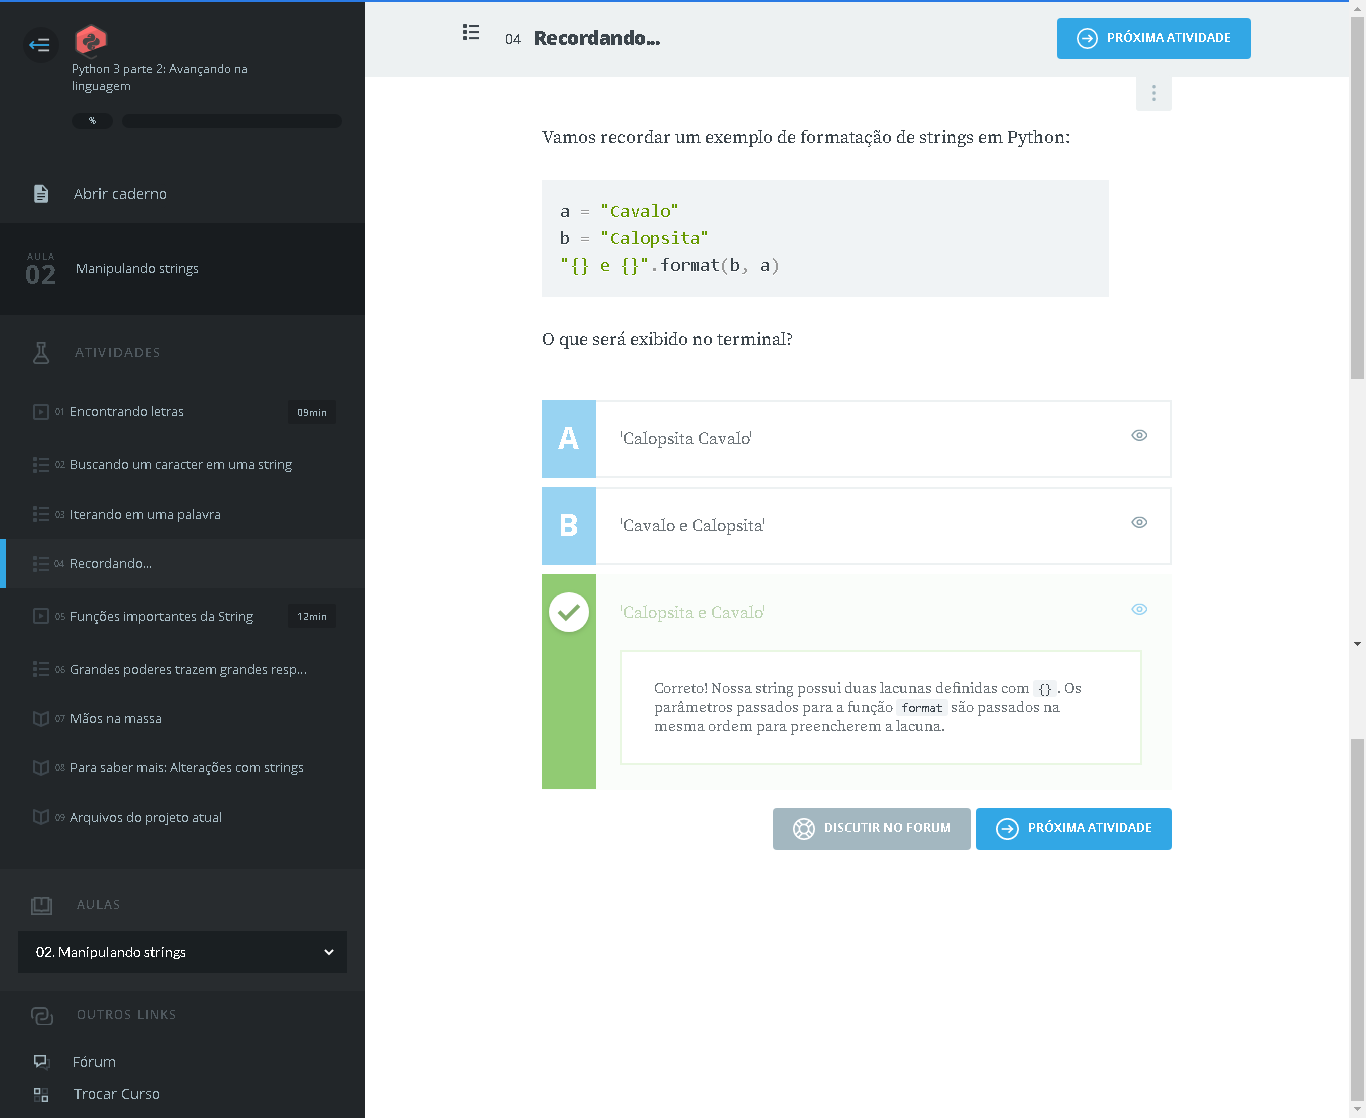 Python 3 parte 2: Avançando na
linguagem
%
Abrir caderno
AULA
02
Manipulando strings
ATIVIDADES
01 Encontrando letras 09min
02 Buscando um caracter em uma string
03 Iterando em uma palavra
04 Recordando...
05 Funções importantes da String 12min
06 Grandes poderes trazem grandes resp...
07 Mãos na massa
08 Para saber mais: Alterações com strings
09 Arquivos do projeto atual
AULAS
02. Manipulando strings
OUTROS LINKS
Fórum
Trocar Curso
04 Recordando...
PRÓXIMA ATIVIDADE
Vamos recordar um exemplo de formatação de strings em Python:
a = "Cavalo"
b = "Calopsita"
"{} e {}".format(b, a)
O que será exibido no terminal?
A 'Calopsita Cavalo'
B 'Cavalo e Calopsita'
'Calopsita e Cavalo'
Correto! Nossa string possui duas lacunas definidas com {}. Os
parâmetros passados para a função format são passados na
mesma ordem para preencherem a lacuna.
DISCUTIR NO FORUM
PRÓXIMA ATIVIDADE